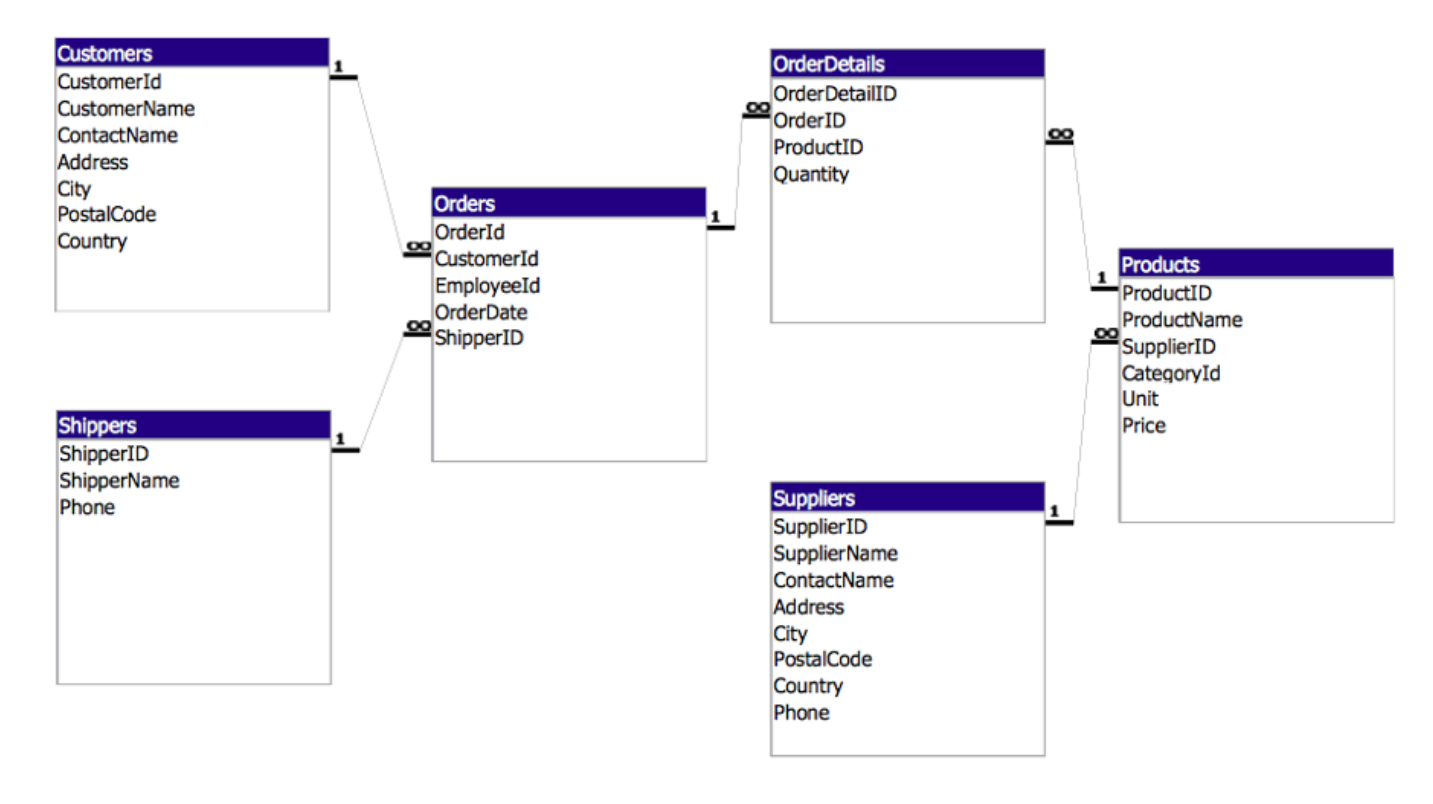 Customers
CustomerId
CustomerName
ContactName
Address
City
PostalCode
Country
1
∞
Shippers
ShipperID
ShipperName
Phone
1
∞
Orders
OrderId
CustomerId
EmployeeId
OrderDate
ShipperID
1
∞
OrderDetails
OrderDetailID
OrderID
ProductID
Quantity
∞
1
Products
ProductID
ProductName
SupplierID
CategoryId
Unit
Price
∞
1
Suppliers
SupplierID
SupplierName
ContactName
Address
City
PostalCode
Country
Phone